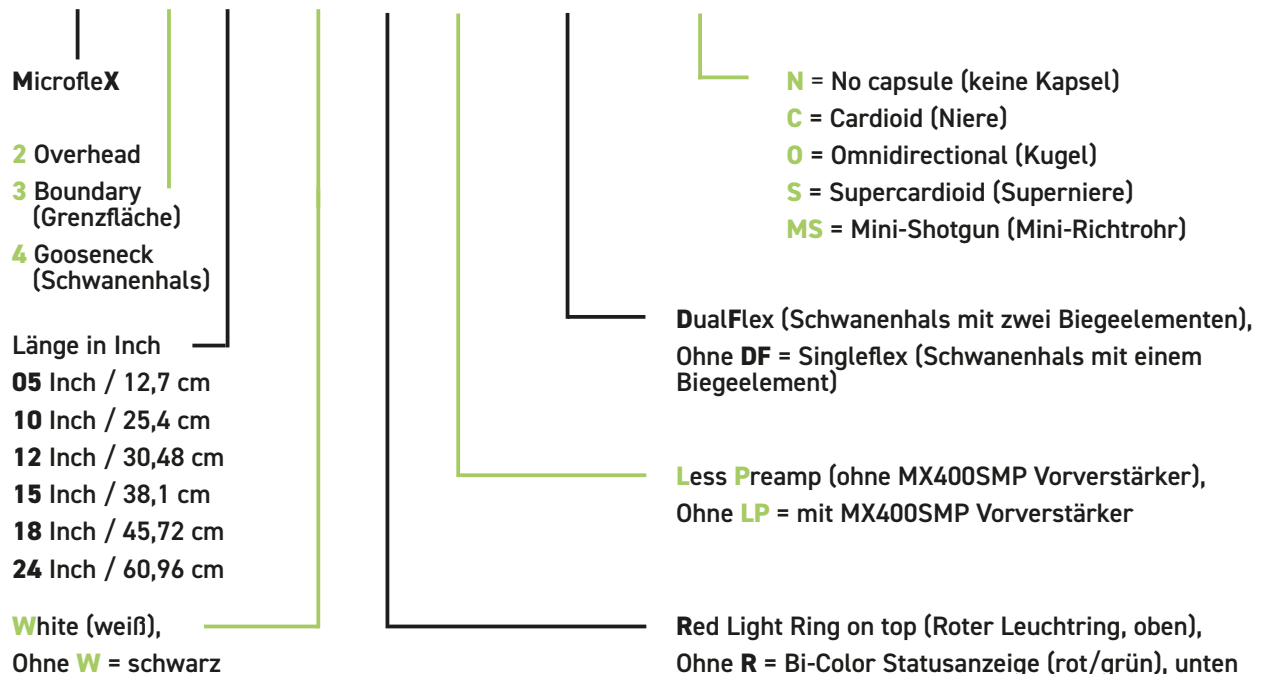 MicrofleX
2 Overhead
3 Boundary
(Grenzfläche)
4 Gooseneck
(Schwanenhals)
Länge in Inch
05 Inch / 12,7 cm
10 Inch / 25,4 cm
12 Inch / 30,48 cm
15 Inch / 38,1 cm
18 Inch / 45,72 cm
24 Inch / 60,96 cm
White (weiß),
Ohne W = schwarz
N = No capsule (keine Kapsel)
C = Cardioid (Niere)
O = Omnidirectional (Kugel)
S = Supercardioid (Superniere)
MS = Mini-Shotgun (Mini-Richtrohr)
DualFlex (Schwanenhals mit zwei Biegeelementen),
Ohne DF = Singleflex (Schwanenhals mit einem
Biegeelement)
Less Preamp (ohne MX400SMP Vorverstärker),
Ohne LP = mit MX400SMP Vorverstärker
Red Light Ring on top (Roter Leuchtring, oben),
Ohne R = Bi-Color Statusanzeige (rot/grün), unten